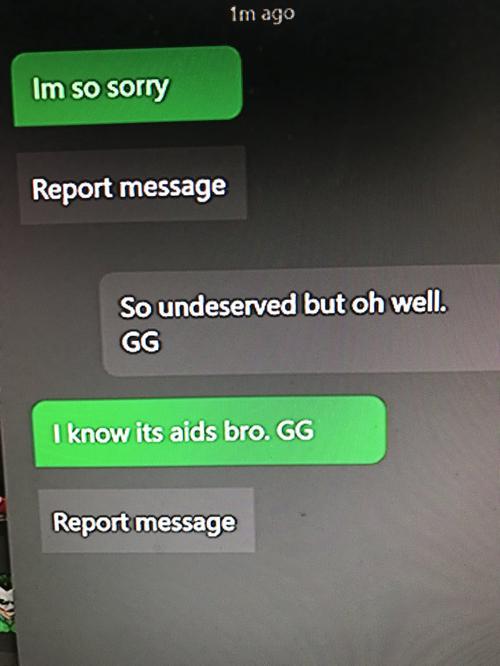 1m ago
Im so sorry
Report message
So undeserved but oh well.
GG
I know its aids bro. GG
Report message